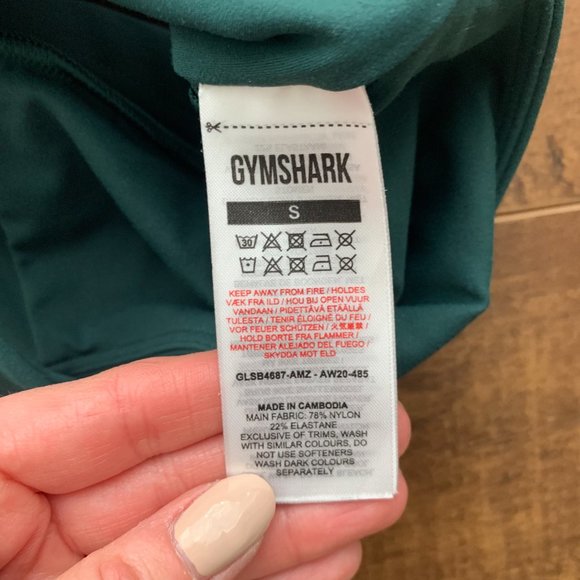 GYMSHARK
S
30
KEEP AWAY FROM FIRE / HOLDES
VÆK FRA ILD / HOU BIJ OPEN VUUR
VANDAAN / PIDETTÄVÄ ETÄÄLLÄ
TULESTA / TENIR ÉLOIGNÉ DU FEU /
VOR FEUER SCHÜTZEN / 火気厳禁 /
HOLD BORTE FRA FLAMMER /
MANTENER ALEJADO DEL FUEGO /
SKYDDA MOT ELD
GLSB4687-AMZ - AW20-485
MADE IN CAMBODIA
MAIN FABRIC: 78% NYLON
22% ELASTANE
EXCLUSIVE OF TRIMS, WASH
WITH SIMILAR COLOURS, DO
NOT USE SOFTENERS
WASH DARK COLOURS
SEPARATELY